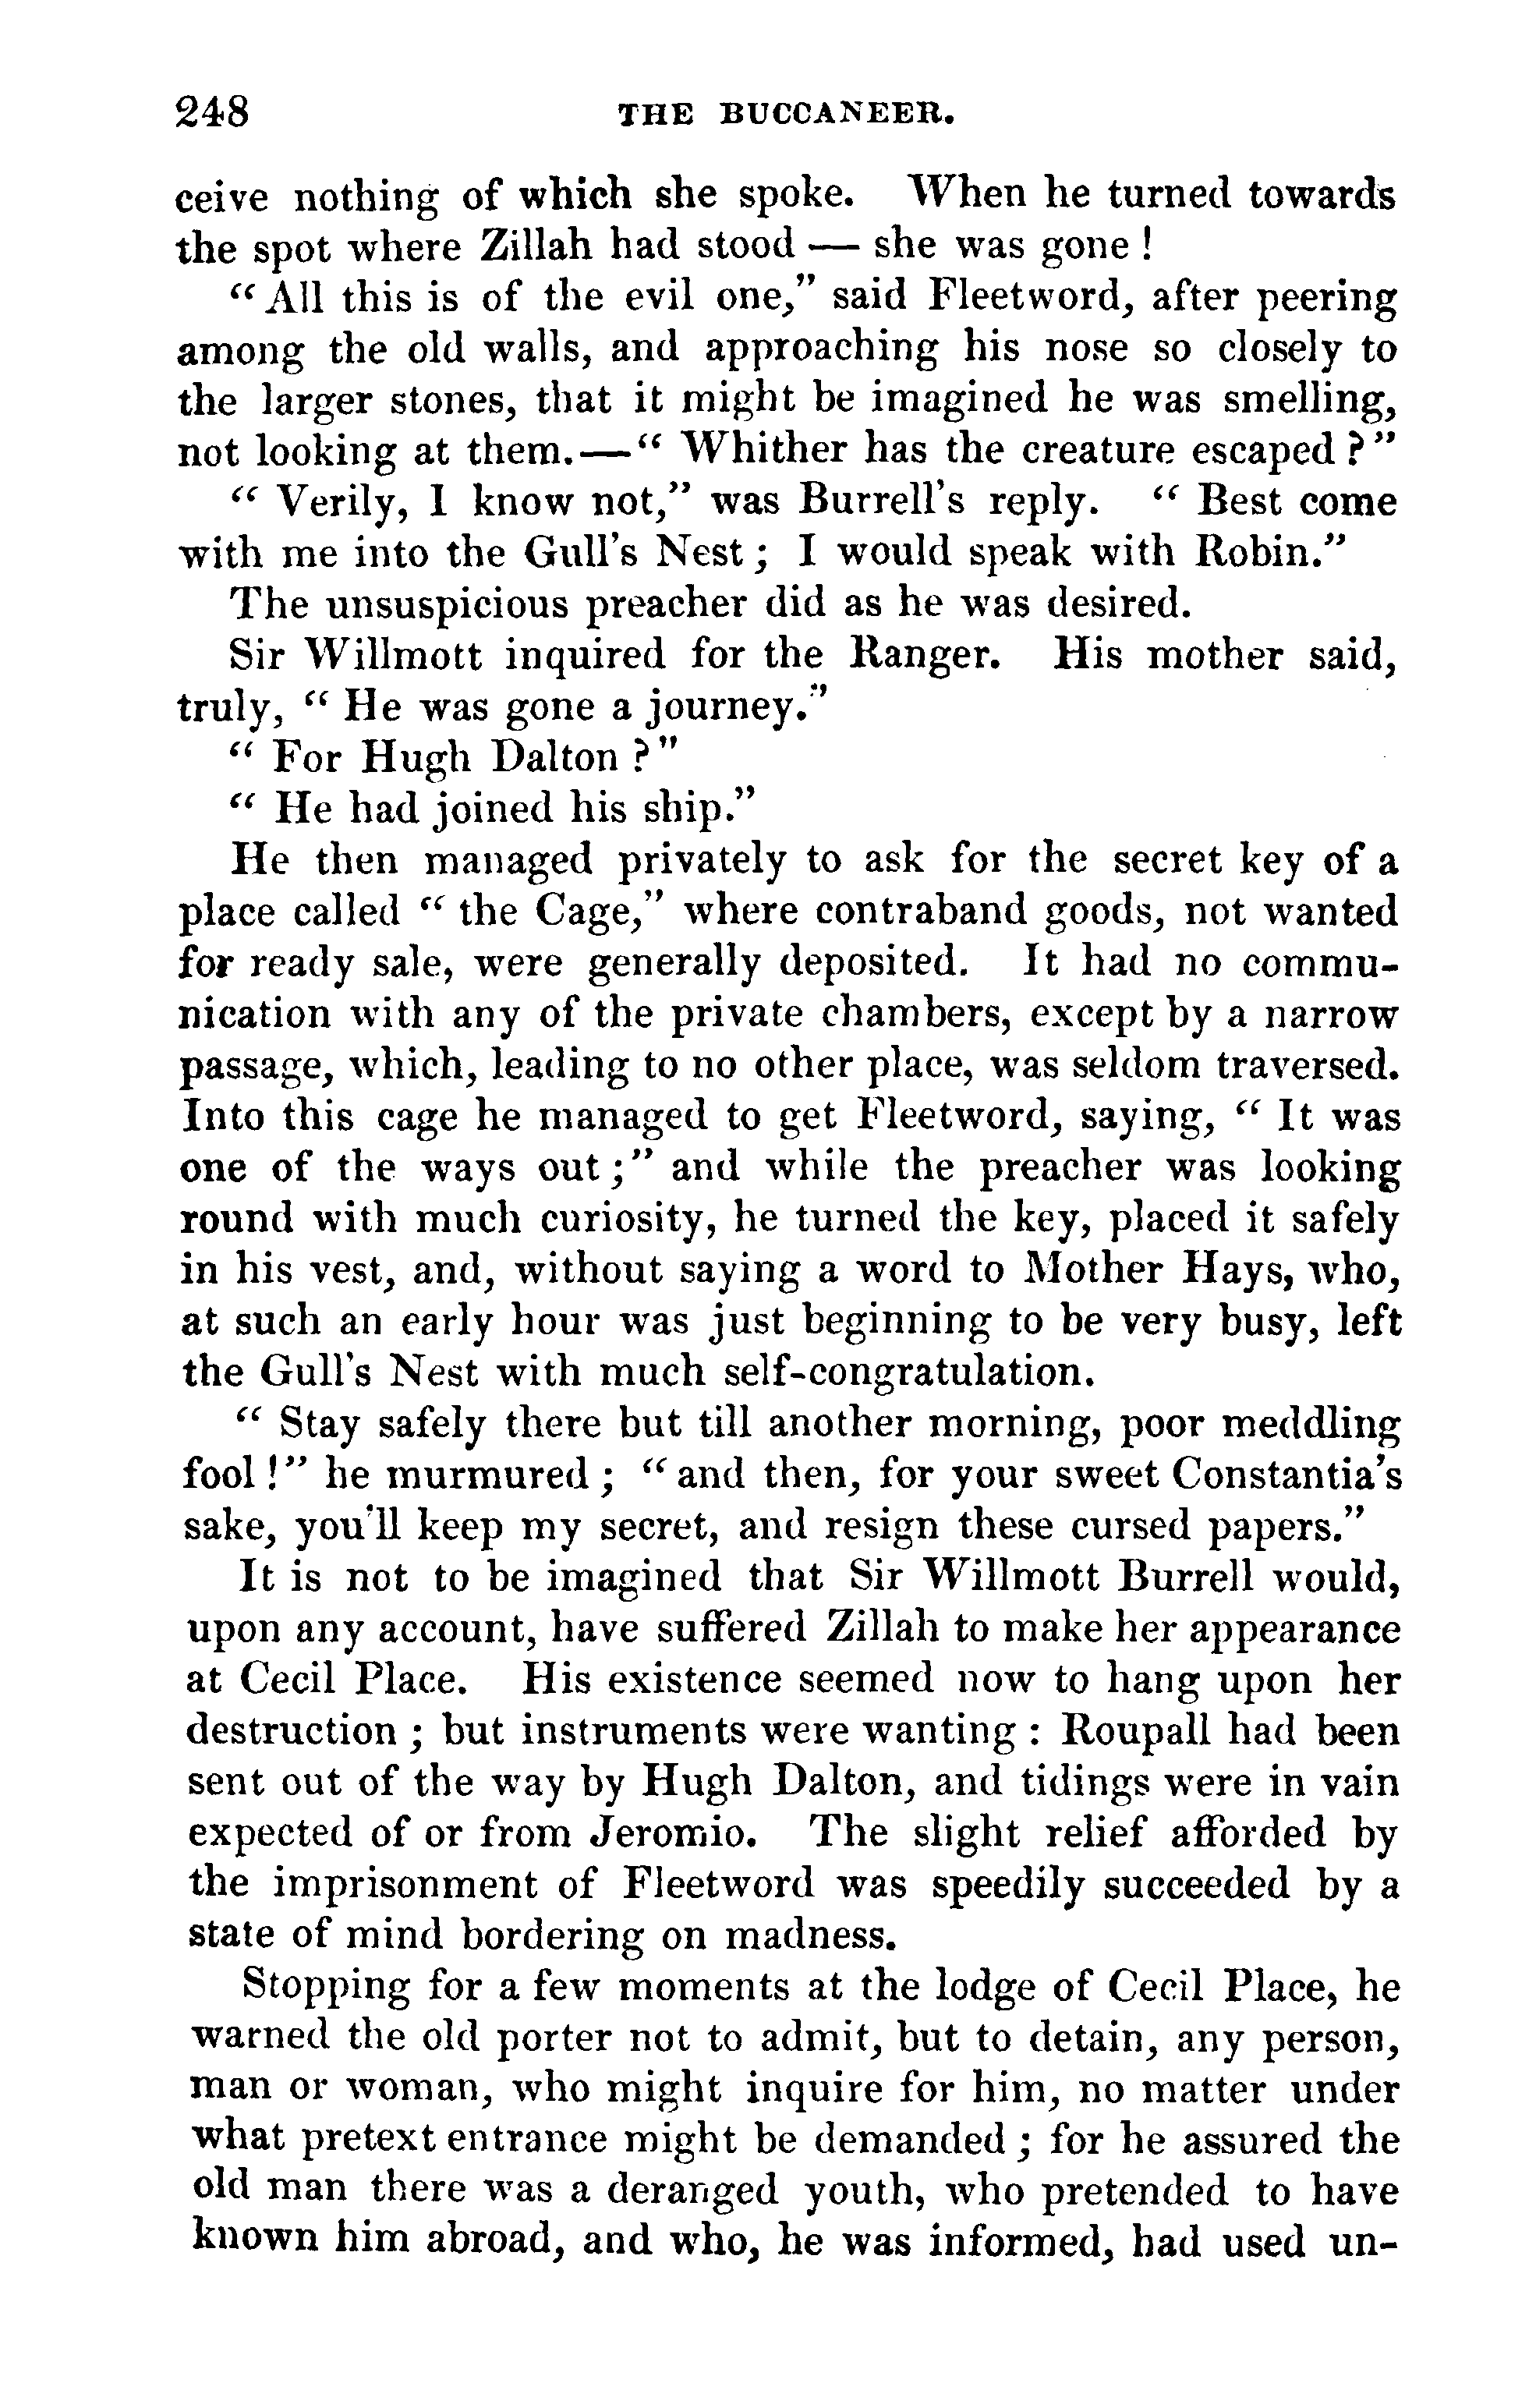 248 THE BUCCANEER.
ceive nothing of which she spoke. When he turned towards
the spot where Zillah had stood — she was gone !
“ All this is of the evil one,” said Fleetword, after peering
among the old walls, and approaching his nose so closely to
the larger stones, that it might be imagined he was smelling,
not looking at them.—“ Whither has the creature escaped ?”
“ Verily, I know not,” was Burrell’s reply. “ Best come
with me into the Gull’s Nest ; I would speak with Robin.”
The unsuspicious preacher did as he was desired.
Sir Willmott inquired for the Ranger. His mother said,
truly, “ He was gone a journey.”
“ For Hugh Dalton ?”
“ He had joined his ship.”
He then managed privately to ask for the secret key of a
place called “ the Cage,” where contraband goods, not wanted
for ready sale, were generally deposited. It had no commu-
nication with any of the private chambers, except by a narrow
passage, which, leading to no other place, was seldom traversed.
Into this cage he managed to get Fleetword, saying, “ It was
one of the ways out ;” and while the preacher was looking
round with much curiosity, he turned the key, placed it safely
in his vest, and, without saying a word to Mother Hays, who,
at such an early hour was just beginning to be very busy, left
the Gull’s Nest with much self-congratulation.
“ Stay safely there but till another morning, poor meddling
fool !” he murmured ; “ and then, for your sweet Constantia’s
sake, you’ll keep my secret, and resign these cursed papers.”
It is not to be imagined that Sir Willmott Burrell would,
upon any account, have suffered Zillah to make her appearance
at Cecil Place. His existence seemed now to hang upon her
destruction ; but instruments were wanting : Roupall had been
sent out of the way by Hugh Dalton, and tidings were in vain
expected of or from Jeromio. The slight relief afforded by
the imprisonment of Fleetword was speedily succeeded by a
state of mind bordering on madness.
Stopping for a few moments at the lodge of Cecil Place, he
warned the old porter not to admit, but to detain, any person,
man or woman, who might inquire for him, no matter under
what pretext entrance might be demanded ; for he assured the
old man there was a deranged youth, who pretended to have
known him abroad, and who, he was informed, had used un-